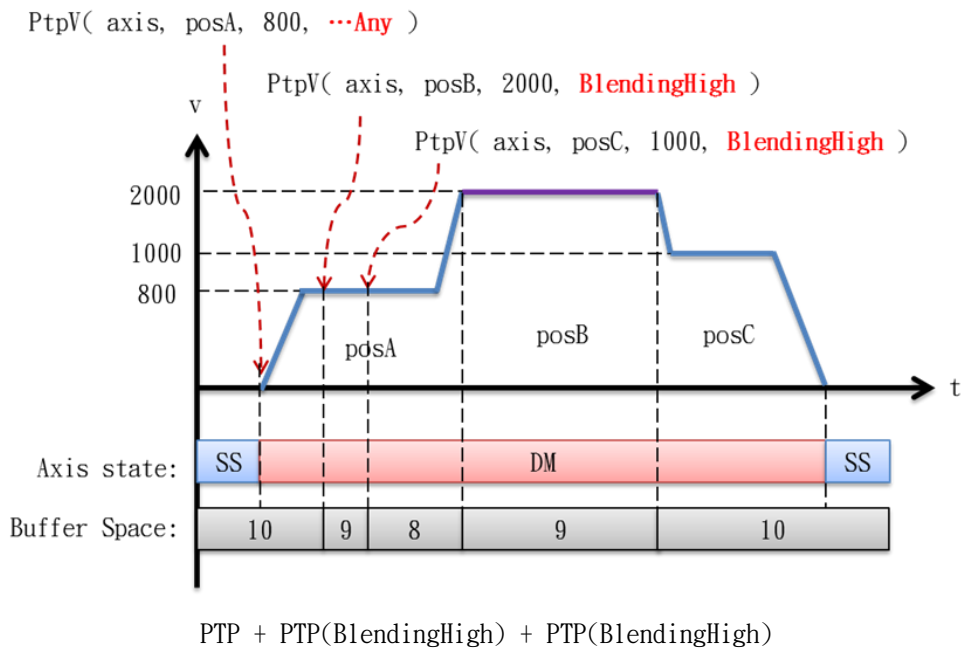 PtpV( axis, posA, 800, ⋯Any )
PtpV( axis, posB, 2000, BlendingHigh )
PtpV( axis, posC, 1000, BlendingHigh )
v
2000
1000
800
posA
posB
posC
t
Axis state:
SS
DM
SS
Buffer Space:
10
9
8
9
10
PTP + PTP(BlendingHigh) + PTP(BlendingHigh)